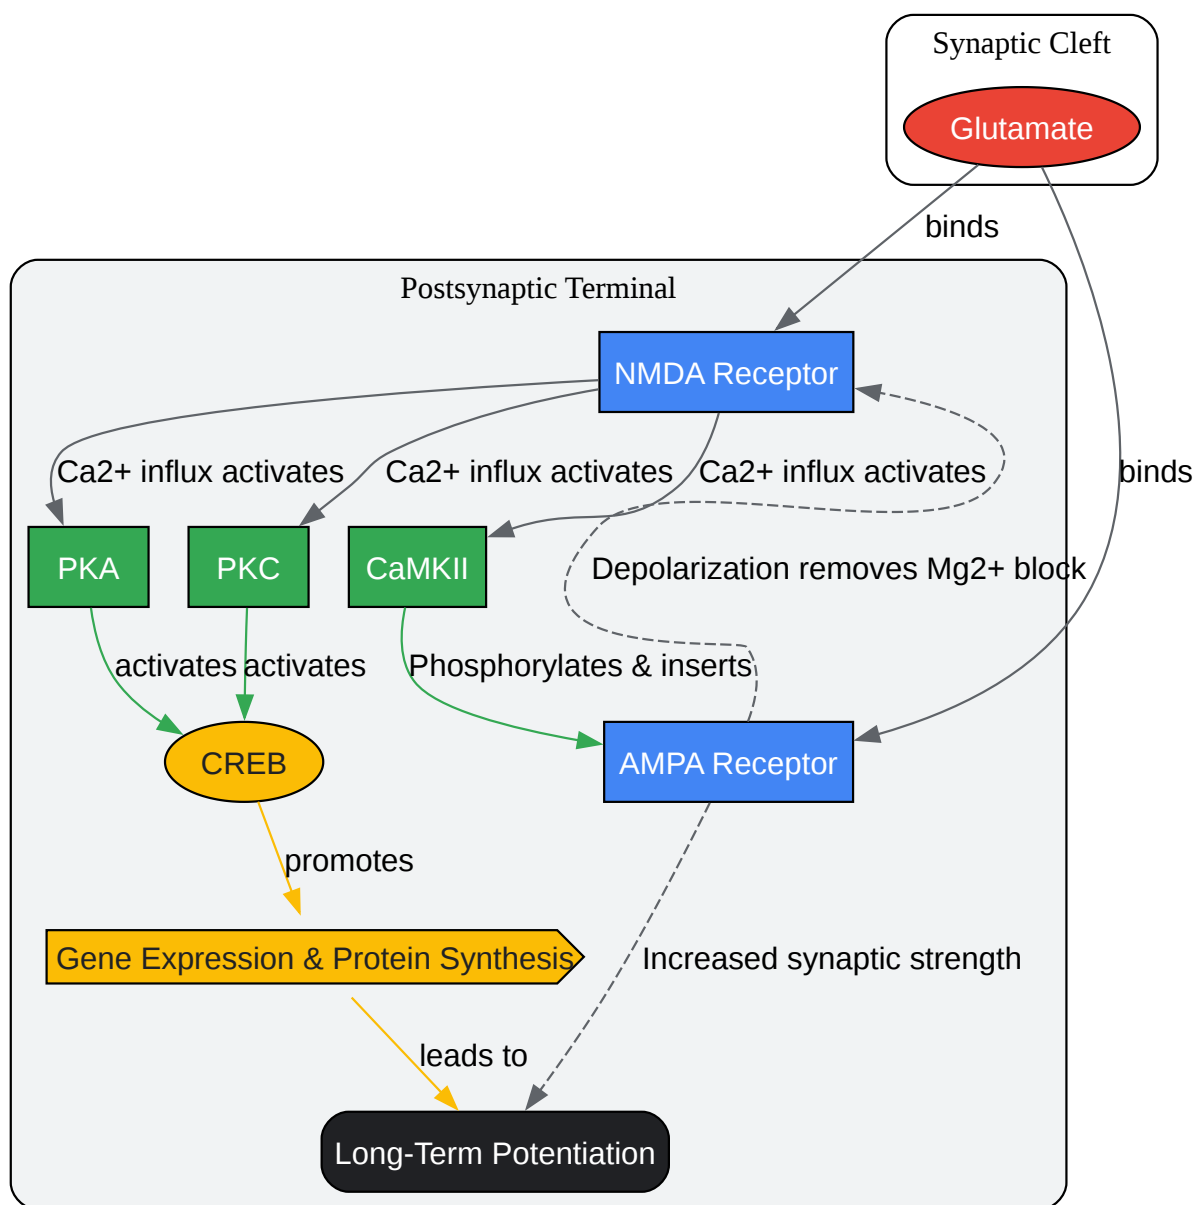 Synaptic Cleft
Glutamate
binds
Postsynaptic Terminal
NMDA Receptor
Ca2+ influx activates
Ca2+ influx activates
Ca2+ influx activates
binds
PKA
PKC
CaMKII
Depolarization removes Mg2+ block
activates
activates
Phosphorylates & inserts
CREB
AMPA Receptor
promotes
Gene Expression & Protein Synthesis
Increased synaptic strength
leads to
Long-Term Potentiation